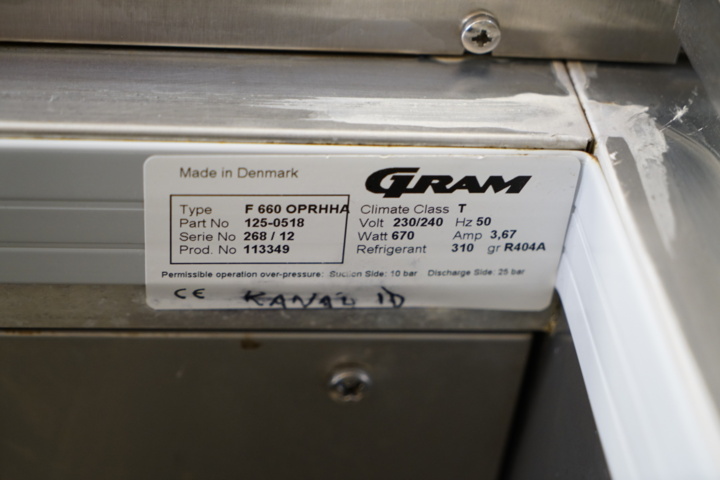 Made in Denmark
GRAM
Type F 660 OPRHHA
Part No 125-0518
Serie No 268 / 12
Prod. No 113349
Climate Class T
Volt 230/240 Hz 50
Watt 670 Amp 3,67
Refrigerant 310 gr R404A
Permissible operation over-pressure: Suction Side: 10 bar Discharge Side: 25 bar
CE